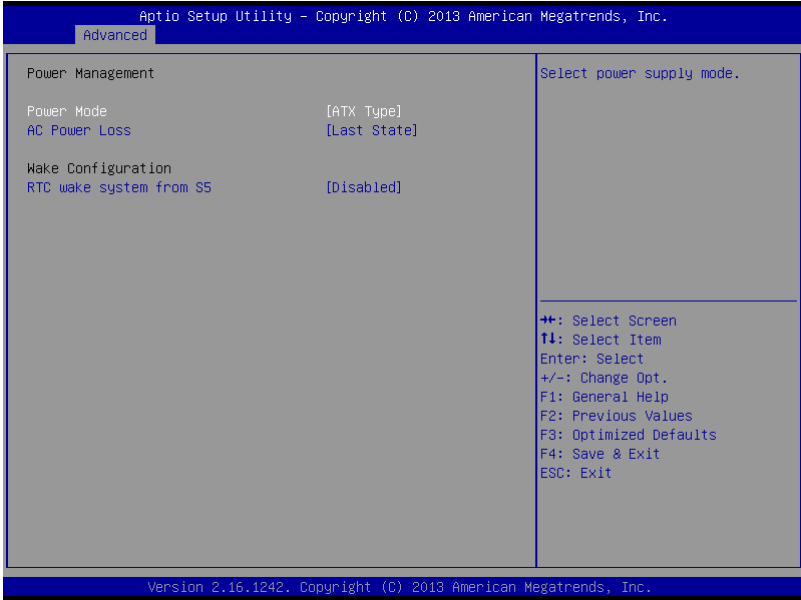 Aptio Setup Utility – Copyright (C) 2013 American Megatrends, Inc.
Advanced
Power Management
Power Mode [ATX Type]
AC Power Loss [Last State]
Wake Configuration
RTC wake system from S5 [Disabled]
Select power supply mode.
→←: Select Screen
↑↓: Select Item
Enter: Select
+/-: Change Opt.
F1: General Help
F2: Previous Values
F3: Optimized Defaults
F4: Save & Exit
ESC: Exit
Version 2.16.1242. Copyright (C) 2013 American Megatrends, Inc.